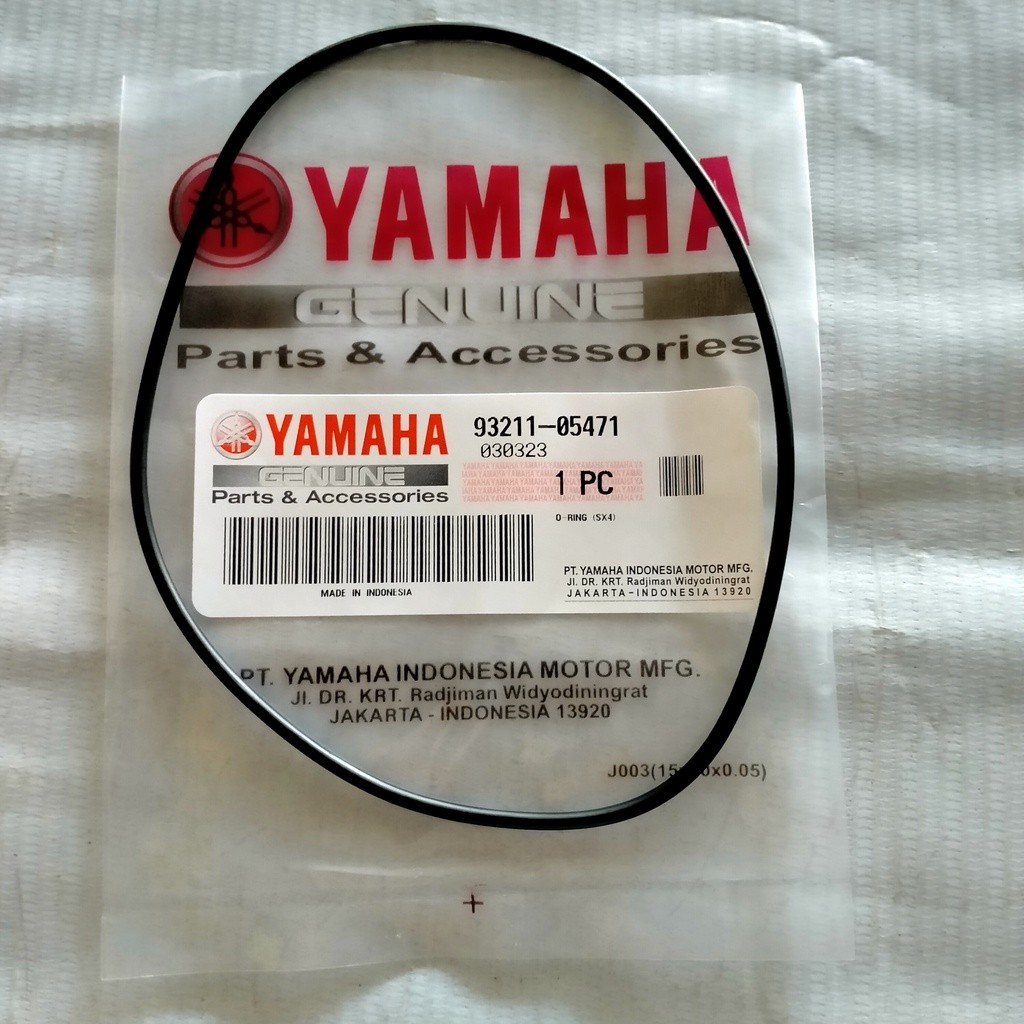 YAMAHA
GENUINE
Parts & Accessories
YAMAHA 93211-05471
030323
GENUINE
1 PC
Parts & Accessories
O-RING (SX4)
PT. YAMAHA INDONESIA MOTOR MFG.
Jl. DR. KRT. Radjiman Widyodiningrat
JAKARTA-INDONESIA 13920
MADE IN INDONESIA
PT. YAMAHA INDONESIA MOTOR MFG.
Jl. DR. KRT. Radjiman Widyodiningrat
JAKARTA - INDONESIA 13920